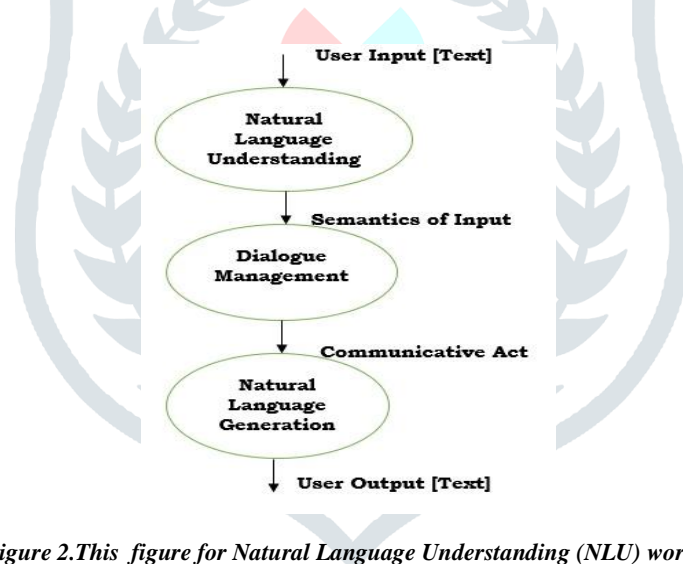 User Input [Text]
Natural
Language
Understanding
Semantics of Input
Dialogue
Management
Communicative Act
Natural
Language
Generation
User Output [Text]
igure 2.This figure for Natural Language Understanding (NLU) wor